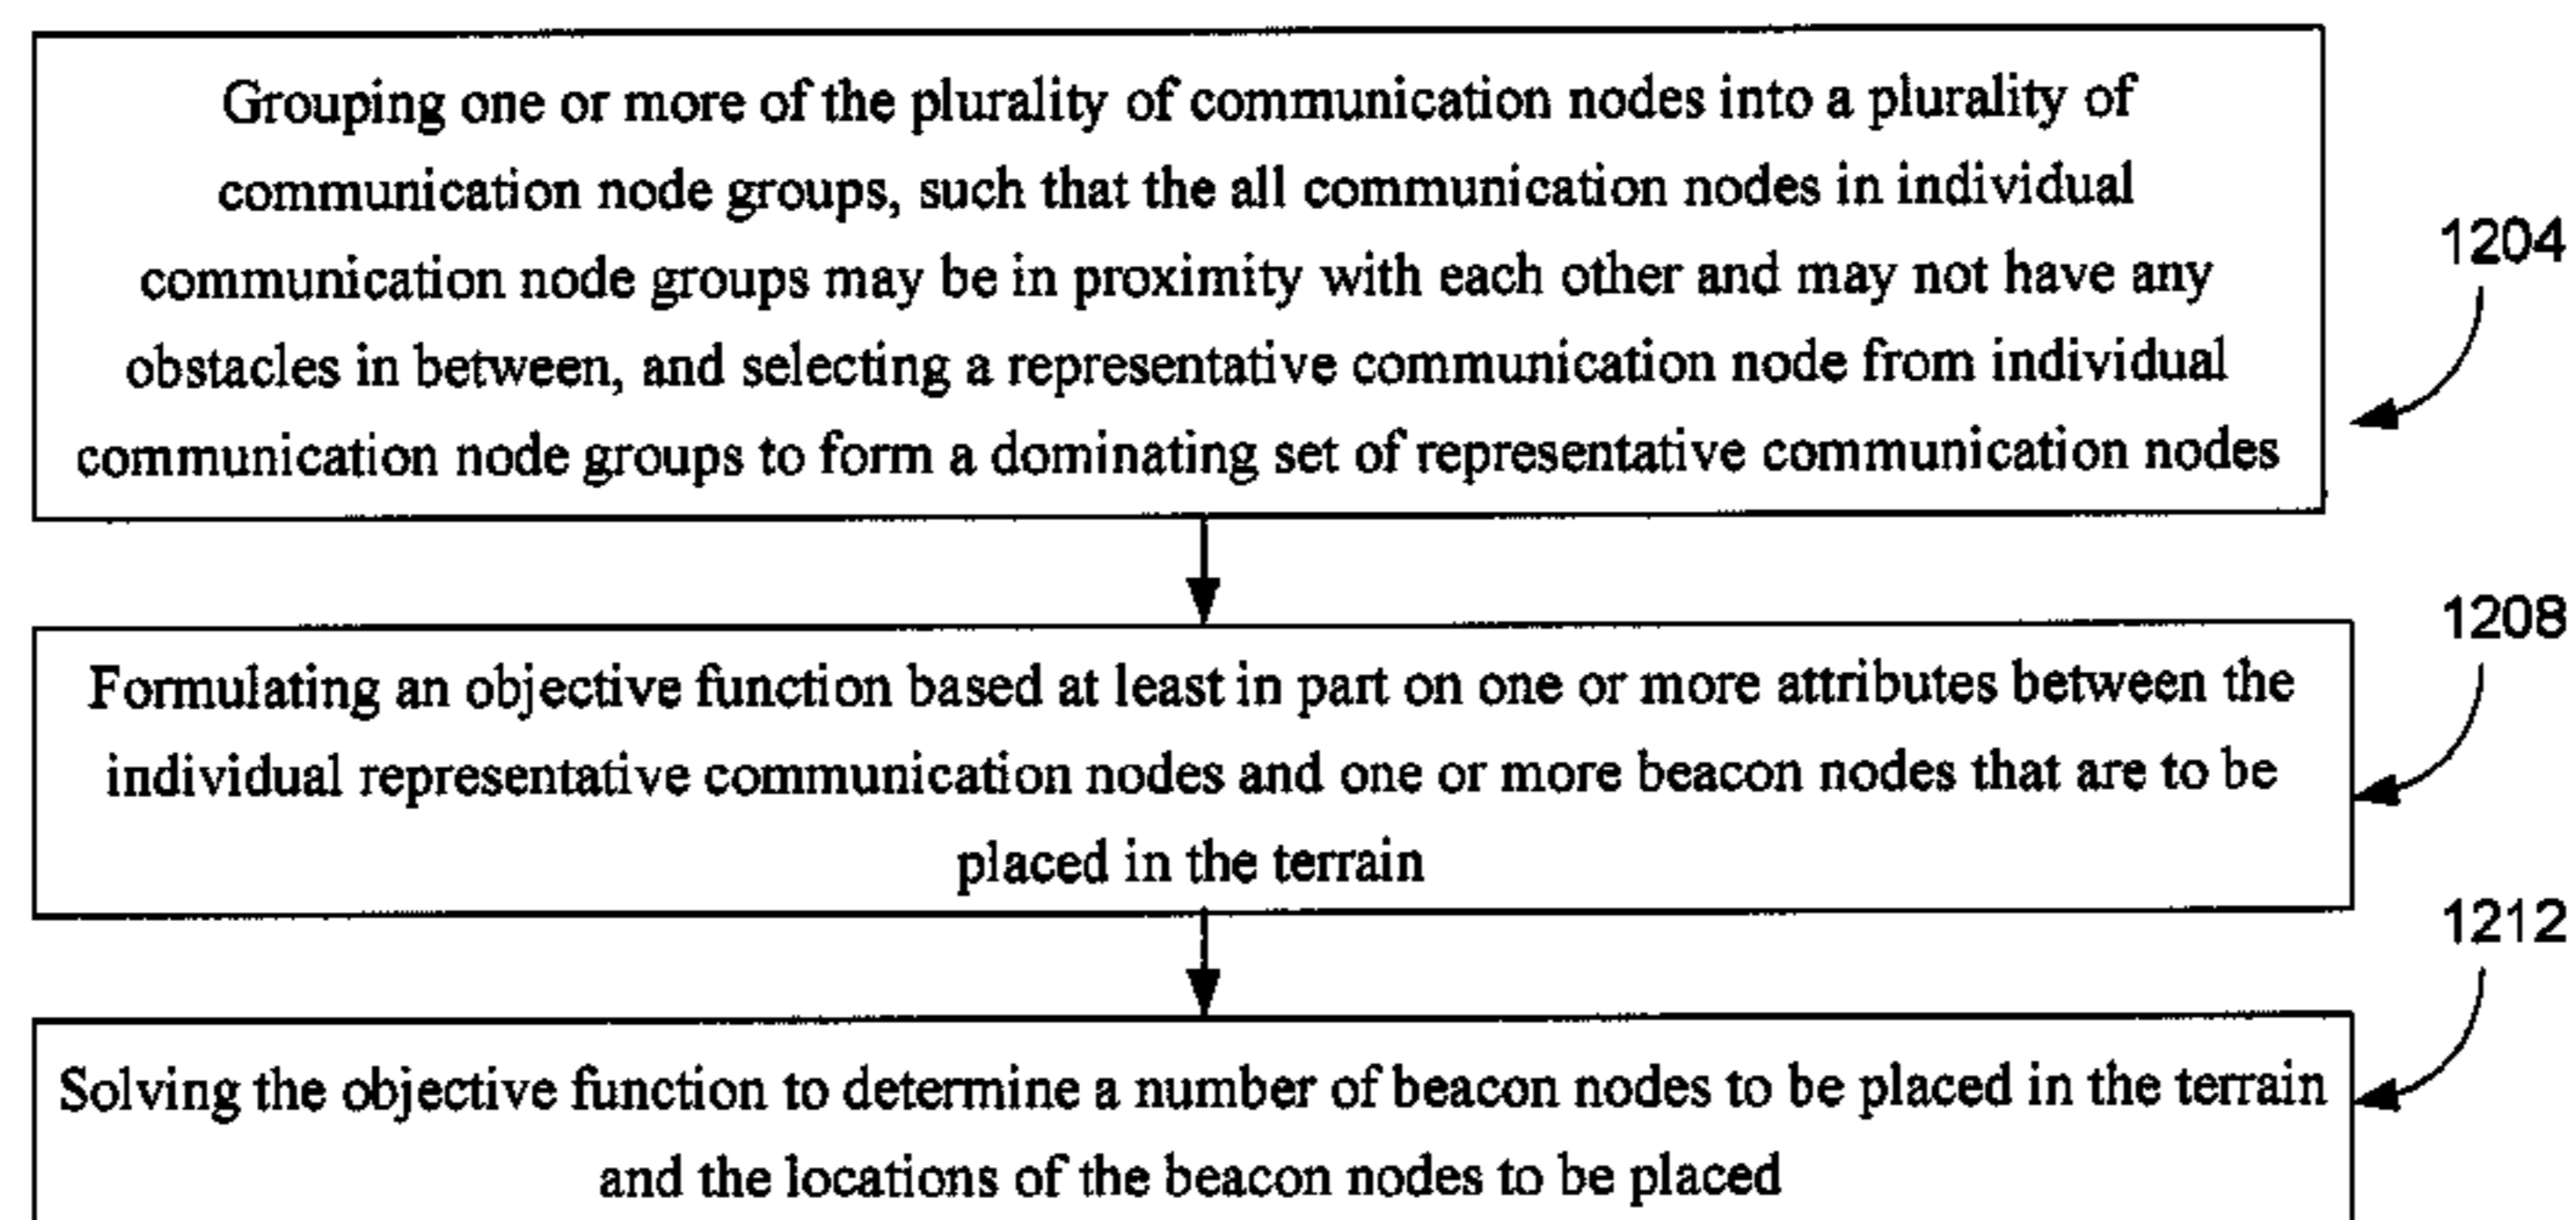 Grouping one or more of the plurality of communication nodes into a plurality of
communication node groups, such that the all communication nodes in individual
communication node groups may be in proximity with each other and may not have any
obstacles in between, and selecting a representative communication node from individual
communication node groups to form a dominating set of representative communication nodes
1204
Formulating an objective function based at least in part on one or more attributes between the
individual representative communication nodes and one or more beacon nodes that are to be
placed in the terrain
1208
Solving the objective function to determine a number of beacon nodes to be placed in the terrain
and the locations of the beacon nodes to be placed
1212